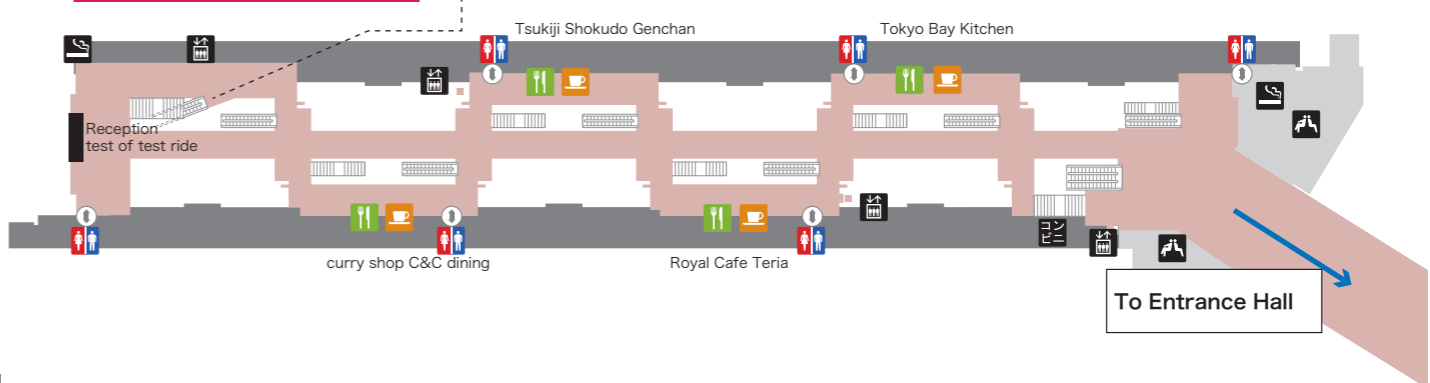 Tsukiji Shokudo Genchan
Tokyo Bay Kitchen
Reception
test of test ride
コン
ビニ
curry shop C&C dining
Royal Cafe Teria
To Entrance Hall